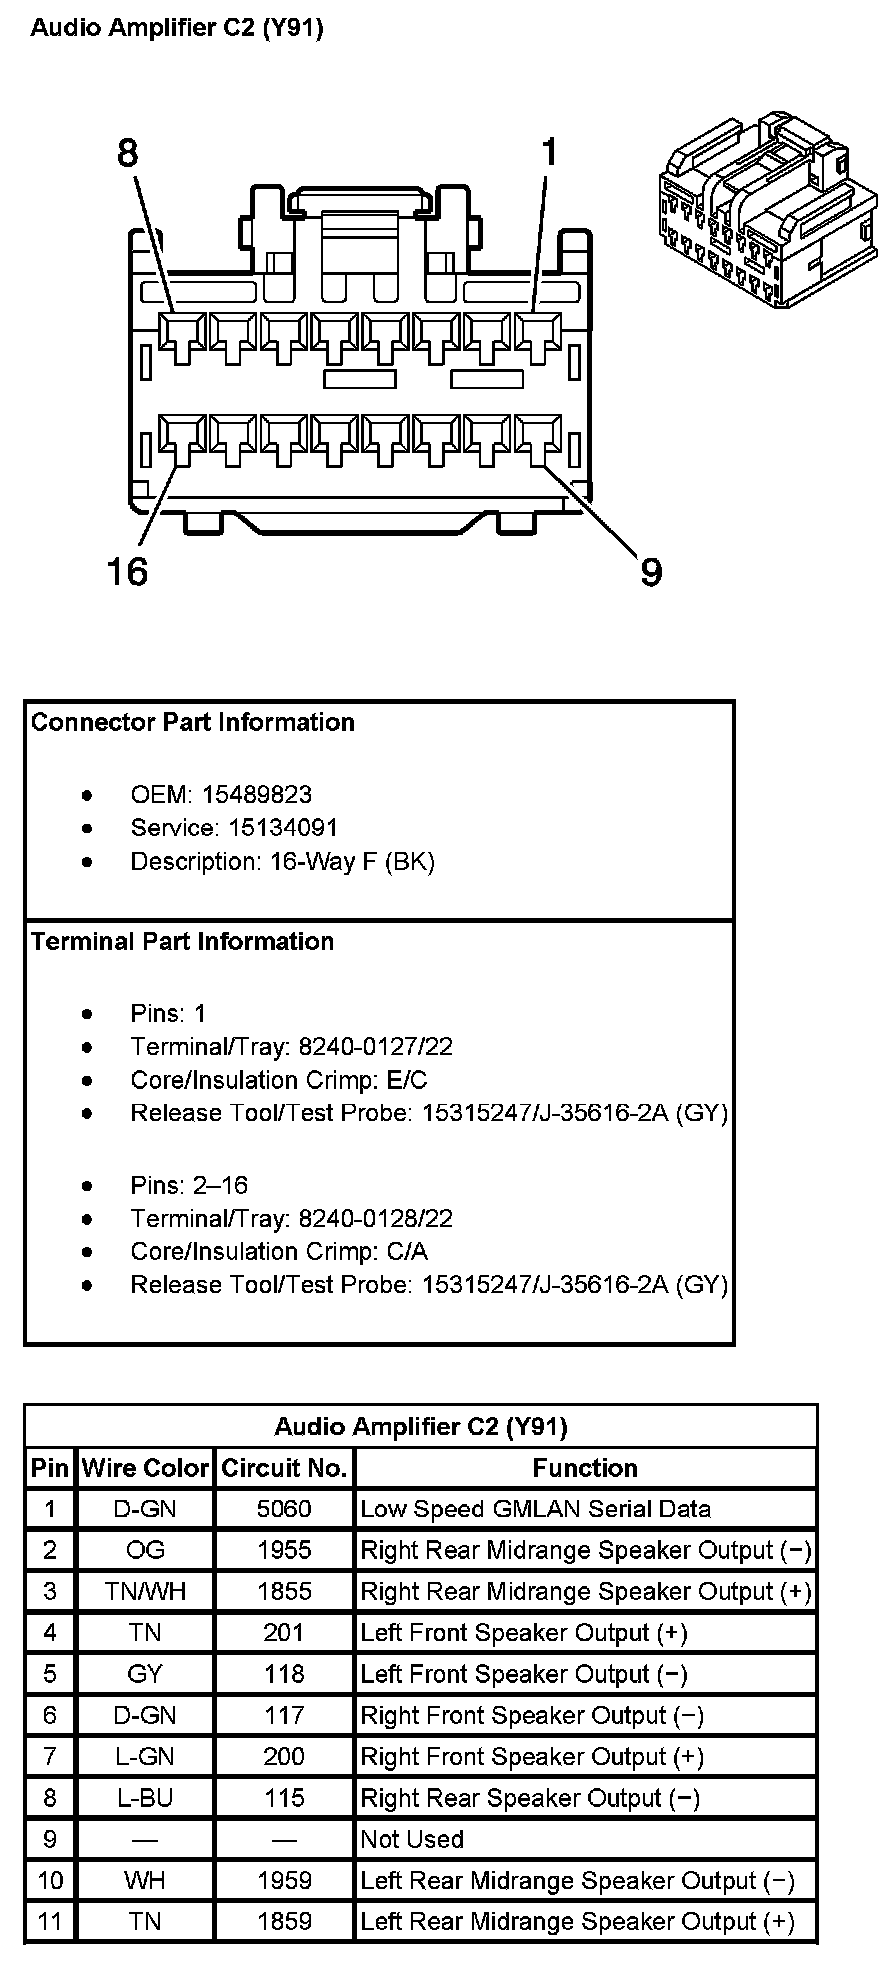 Audio Amplifier C2 (Y91)
8 1
16 9
Connector Part Information
● OEM: 15489823
● Service: 15134091
● Description: 16-Way F (BK)
Terminal Part Information
● Pins: 1
● Terminal/Tray: 8240-0127/22
● Core/Insulation Crimp: E/C
● Release Tool/Test Probe: 15315247/J-35616-2A (GY)
● Pins: 2–16
● Terminal/Tray: 8240-0128/22
● Core/Insulation Crimp: C/A
● Release Tool/Test Probe: 15315247/J-35616-2A (GY)
Audio Amplifier C2 (Y91)
Pin Wire Color Circuit No. Function
1 D-GN 5060 Low Speed GMLAN Serial Data
2 OG 1955 Right Rear Midrange Speaker Output (−)
3 TN/WH 1855 Right Rear Midrange Speaker Output (+)
4 TN 201 Left Front Speaker Output (+)
5 GY 118 Left Front Speaker Output (−)
6 D-GN 117 Right Front Speaker Output (−)
7 L-GN 200 Right Front Speaker Output (+)
8 L-BU 115 Right Rear Speaker Output (−)
9 — — Not Used
10 WH 1959 Left Rear Midrange Speaker Output (−)
11 TN 1859 Left Rear Midrange Speaker Output (+)